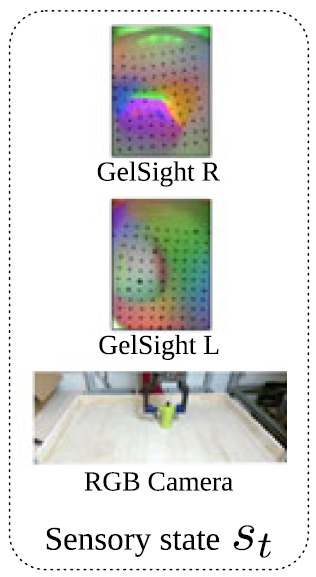 GelSight R
GelSight L
RGB Camera
Sensory state s_t